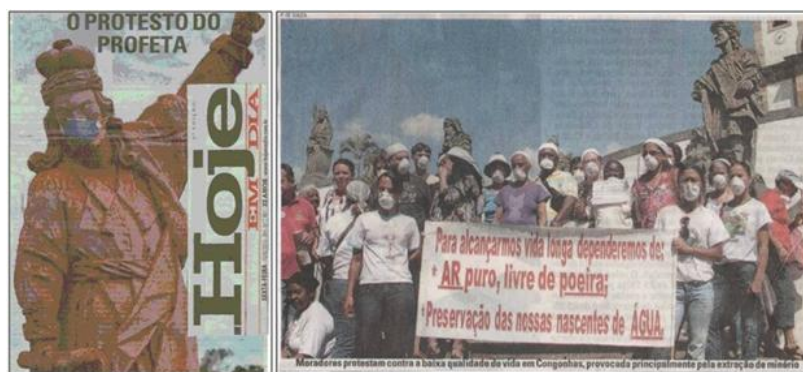 O PROTESTO DO
PROFETA
Hoje
EM DIA
SEXTA-FEIRA
Para alcançarmos vida longa dependeremos de:
* AR puro, livre de poeira;
* Preservação das nossas nascentes de ÁGUA.
Moradores protestam contra a baixa qualidade de vida em Congonhas, provocada principalmente pela extração de minério